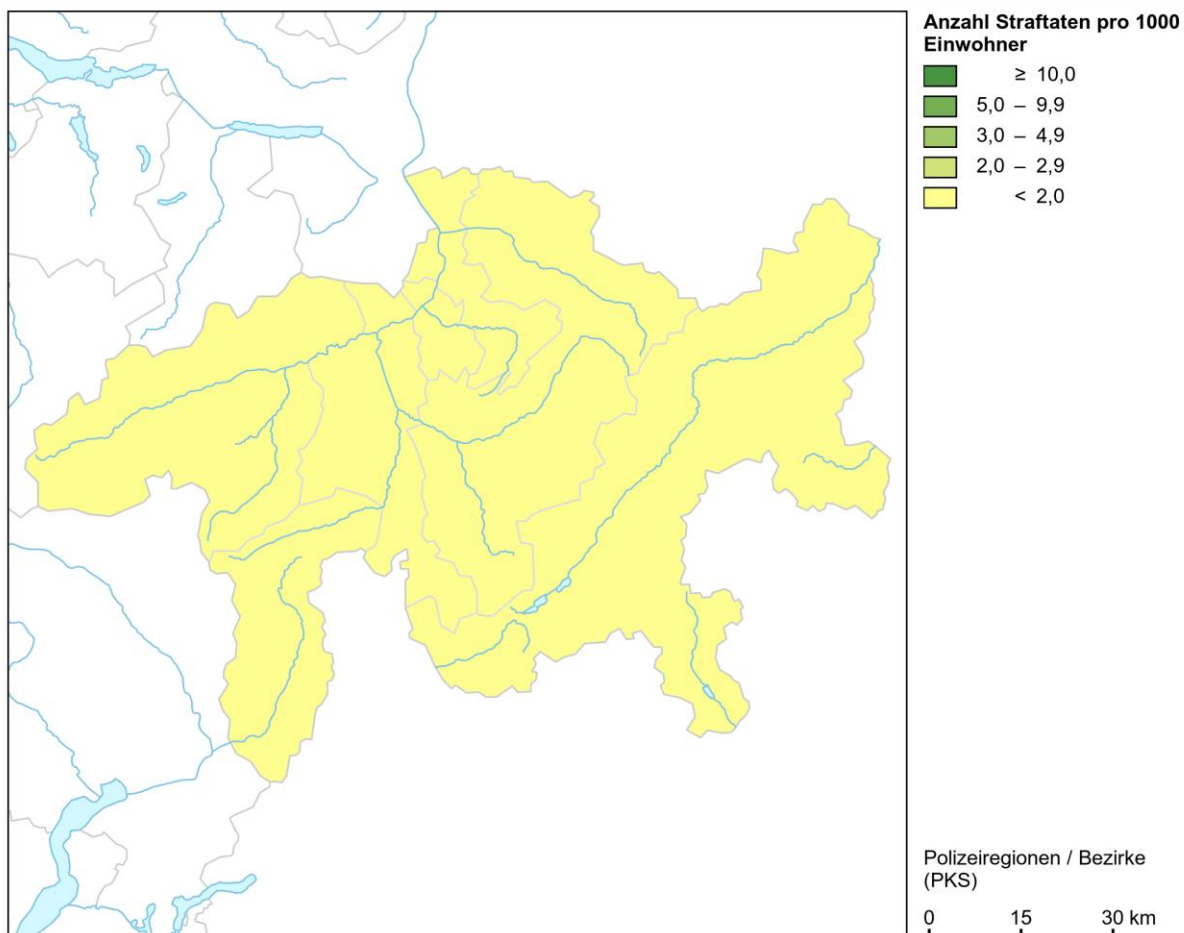 Anzahl Straftaten pro 1000
Einwohner
≥ 10,0
5,0 – 9,9
3,0 – 4,9
2,0 – 2,9
< 2,0
Polizeiregionen / Bezirke
(PKS)
0 15 30 km